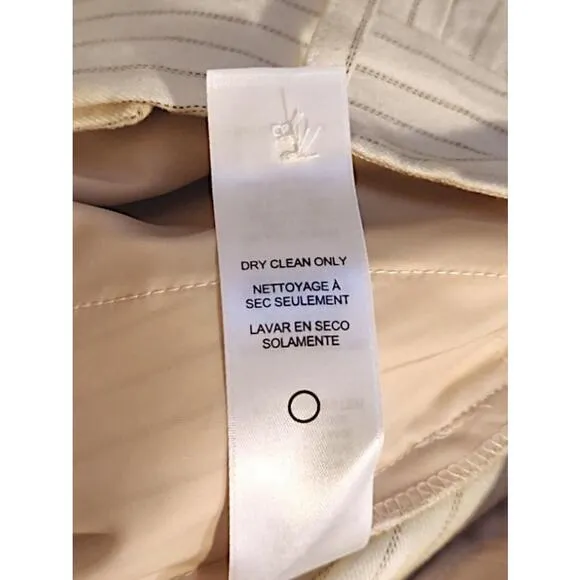 DRY CLEAN ONLY
NETTOYAGE À
SEC SEULEMENT
LAVAR EN SECO
SOLAMENTE